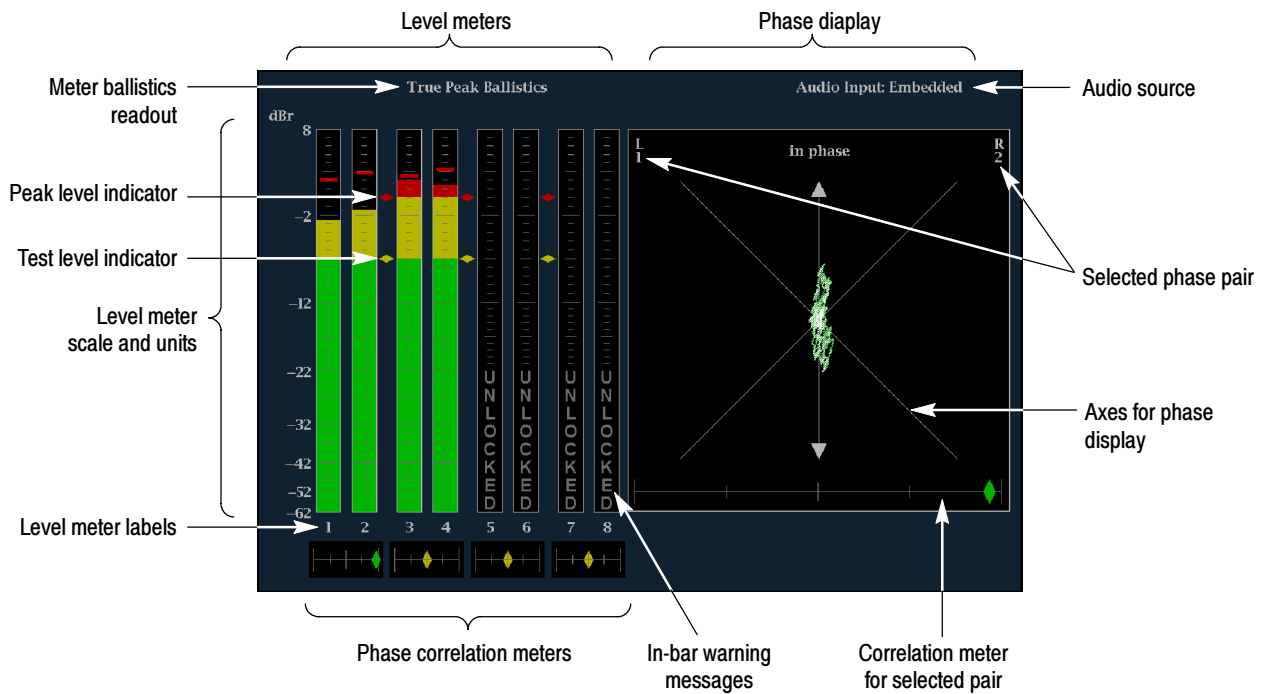 Level meters
Phase diaplay
Meter ballistics
readout
True Peak Ballistics
Audio Input: Embedded
Audio source
dBr
8
-2
-12
-22
-32
-42
-52
-62
Peak level indicator
Test level indicator
Level meter
scale and units
UNLOCKED
UNLOCKED
UNLOCKED
UNLOCKED
L
1
in phase
R
2
Selected phase pair
Axes for phase
display
Level meter labels
1 2 3 4 5 6 7 8
Phase correlation meters
In-bar warning
messages
Correlation meter
for selected pair